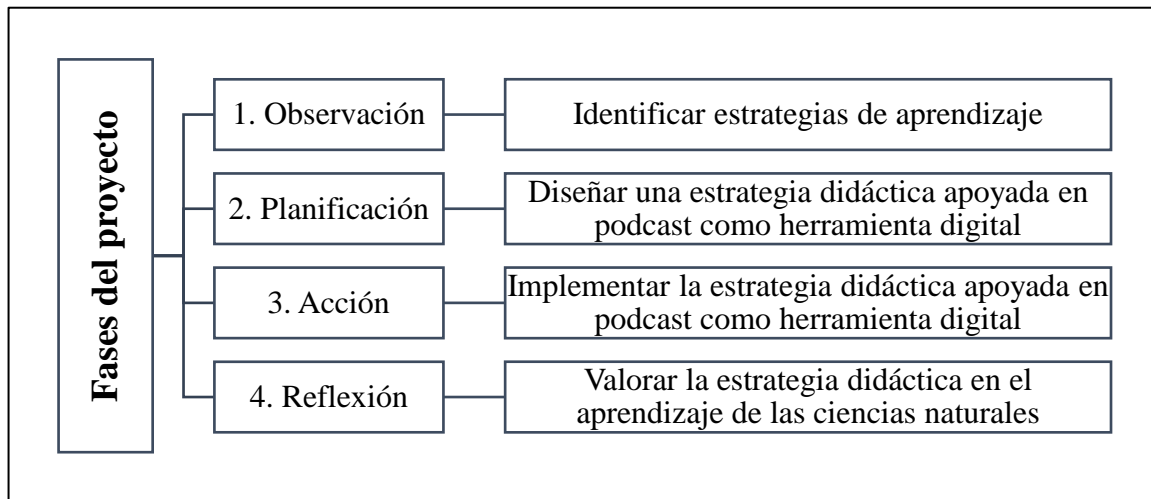 Fases del proyecto
1. Observación
Identificar estrategias de aprendizaje
2. Planificación
Diseñar una estrategia didáctica apoyada en
podcast como herramienta digital
3. Acción
Implementar la estrategia didáctica apoyada en
podcast como herramienta digital
4. Reflexión
Valorar la estrategia didáctica en el
aprendizaje de las ciencias naturales